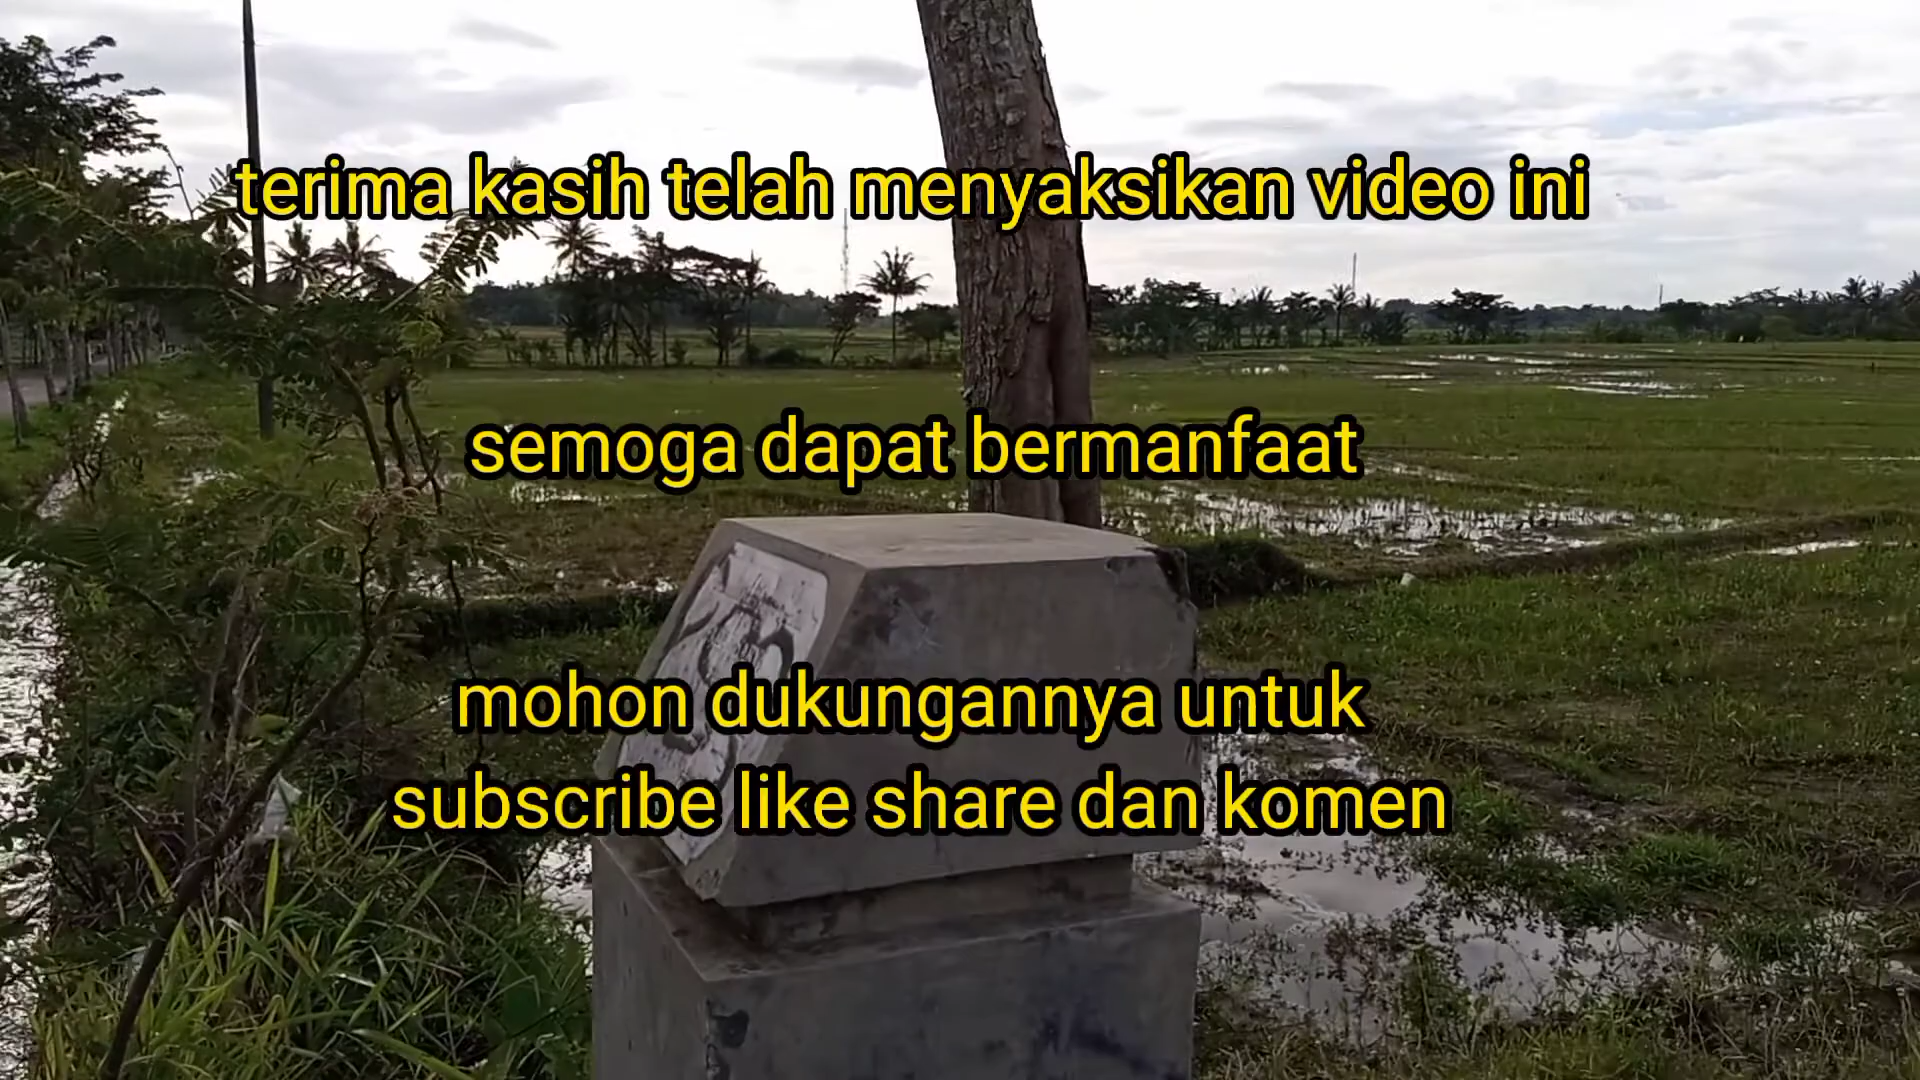 terima kasih telah menyaksikan video ini
semoga dapat bermanfaat
mohon dukungannya untuk
subscribe like share dan komen